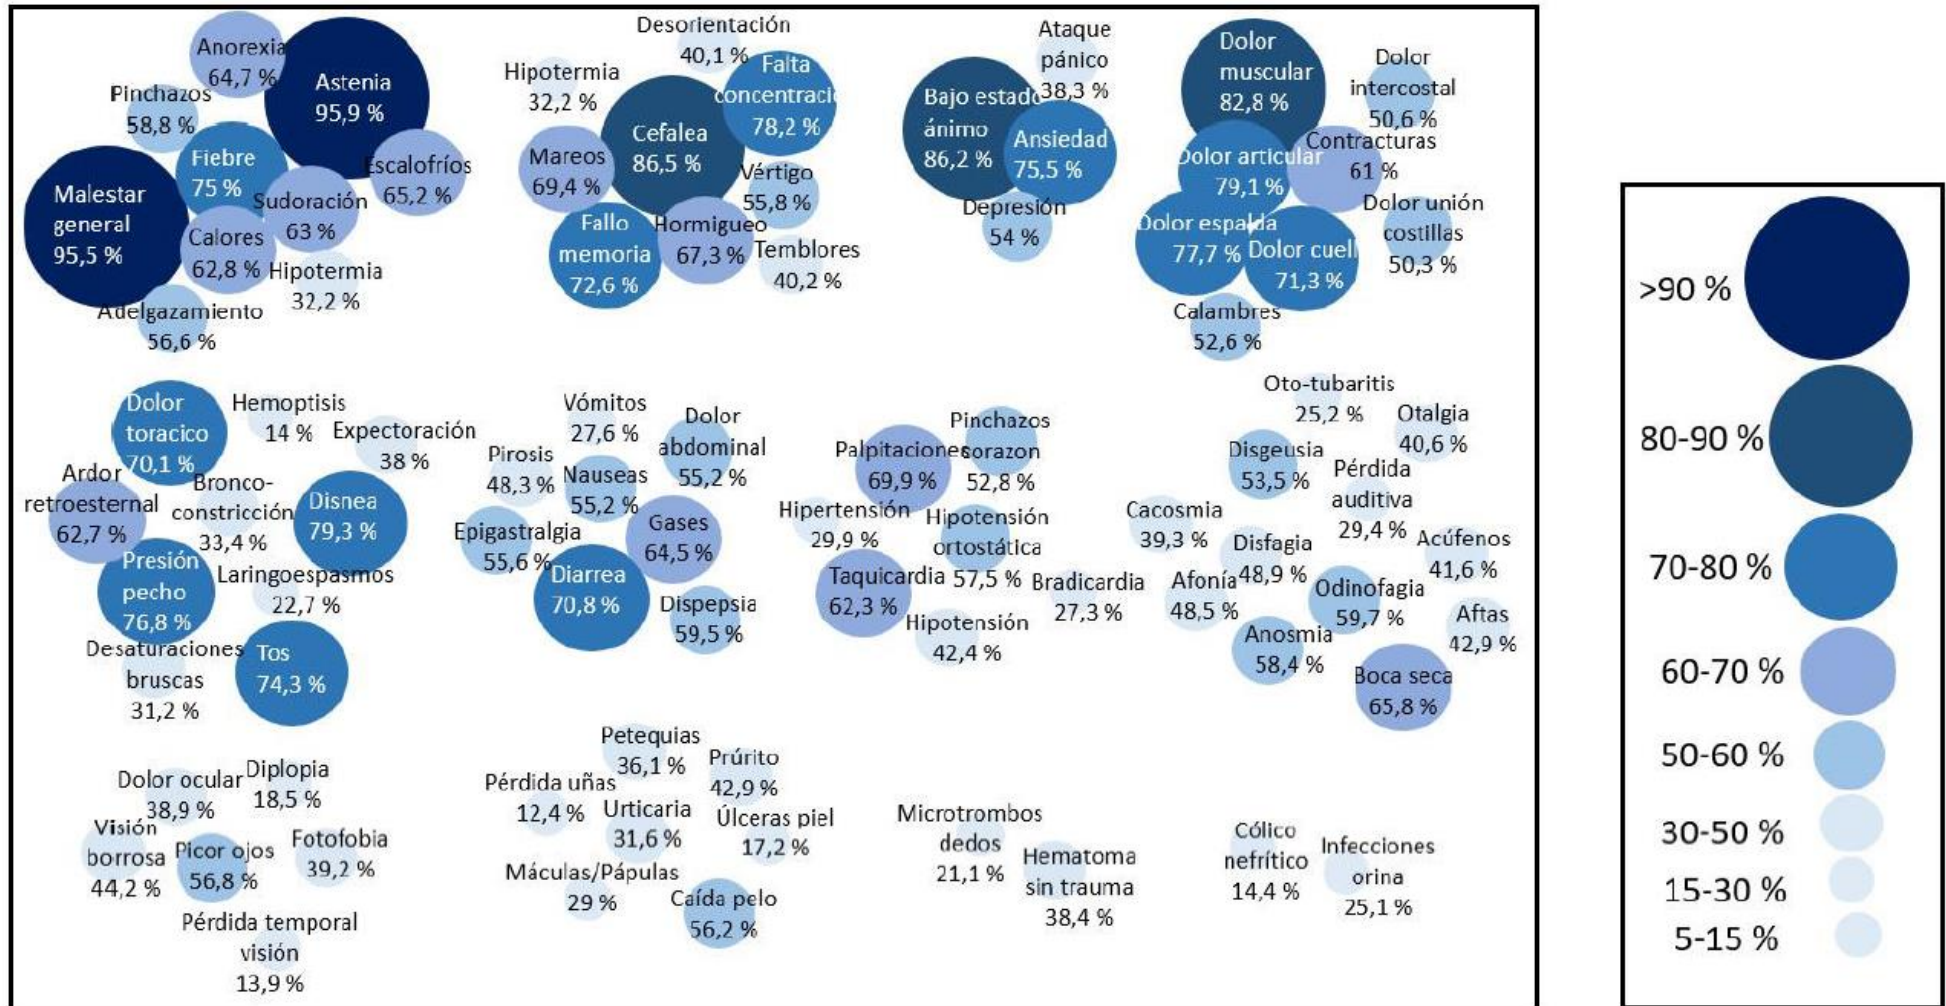 Anorexia
64,7 %
Astenia
95,9 %
Pinchazos
58,8 %
Fiebre
75 %
Escalofríos
65,2 %
Malestar
general
95,5 %
Sudoración
63 %
Calores
62,8 %
Hipotermia
32,2 %
Adelgazamiento
56,6 %
Desorientación
40,1 %
Hipotermia
32,2 %
Falta
concentració
78,2 %
Cefalea
86,5 %
Mareos
69,4 %
Vértigo
55,8 %
Fallo
memoria
72,6 %
Hormigueo
67,3 %
Temblores
40,2 %
Ataque
pánico
38,3 %
Bajo estado
ánimo
86,2 %
Ansiedad
75,5 %
Depresión
54 %
Dolor
muscular
82,8 %
Dolor
intercostal
50,6 %
Contracturas
61 %
Dolor articular
79,1 %
Dolor unión
costillas
50,3 %
Dolor espalda
77,7 %
Dolor cuell
71,3 %
Calambres
52,6 %
Dolor
toracico
70,1 %
Hemoptisis
14 %
Expectoración
38 %
Ardor
retroesternal
62,7 %
Bronco-
constricción
33,4 %
Disnea
79,3 %
Presión
pecho
76,8 %
Laringoespasmos
22,7 %
Desaturaciones
bruscas
31,2 %
Tos
74,3 %
Vómitos
27,6 %
Dolor
abdominal
55,2 %
Pirosis
48,3 %
Nauseas
55,2 %
Epigastralgia
55,6 %
Gases
64,5 %
Diarrea
70,8 %
Dispepsia
59,5 %
Palpitaciones
69,9 %
Pinchazos
corazon
52,8 %
Hipertensión
29,9 %
Hipotensión
ortostática
57,5 %
Taquicardia
62,3 %
Bradicardia
27,3 %
Hipotensión
42,4 %
Oto-tubaritis
25,2 %
Otalgia
40,6 %
Disgeusia
53,5 %
Pérdida
auditiva
29,4 %
Cacosmia
39,3 %
Disfagia
48,9 %
Acúfenos
41,6 %
Afonía
48,5 %
Odinofagia
59,7 %
Aftas
42,9 %
Anosmia
58,4 %
Boca seca
65,8 %
Dolor ocular
38,9 %
Diplopia
18,5 %
Visión
borrosa
44,2 %
Picor ojos
56,8 %
Fotofobia
39,2 %
Pérdida temporal
visión
13,9 %
Petequias
36,1 %
Prúrito
42,9 %
Pérdida uñas
12,4 %
Urticaria
31,6 %
Úlceras piel
17,2 %
Máculas/Pápulas
29 %
Caída pelo
56,2 %
Microtrombos
dedos
21,1 %
Hematoma
sin trauma
38,4 %
Cólico
nefrítico
14,4 %
Infecciones
orina
25,1 %
>90 %
80-90 %
70-80 %
60-70 %
50-60 %
30-50 %
15-30 %
5-15 %